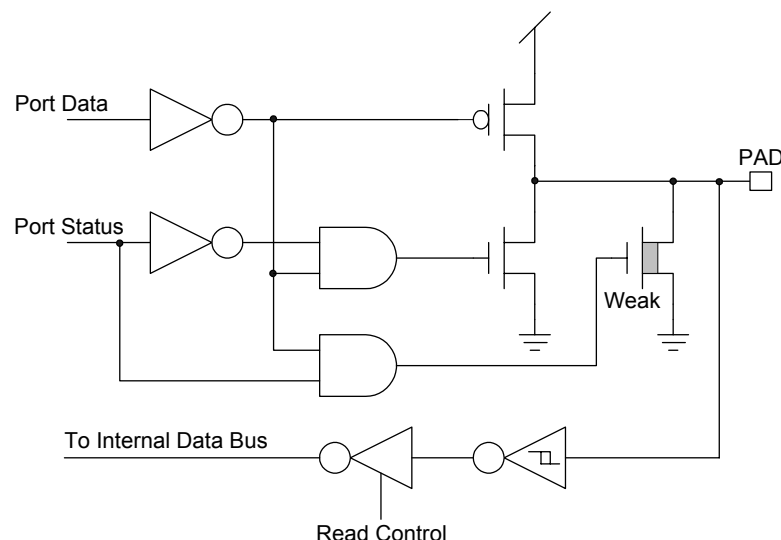 Port Data
PAD
Port Status
Weak
To Internal Data Bus
Read Control